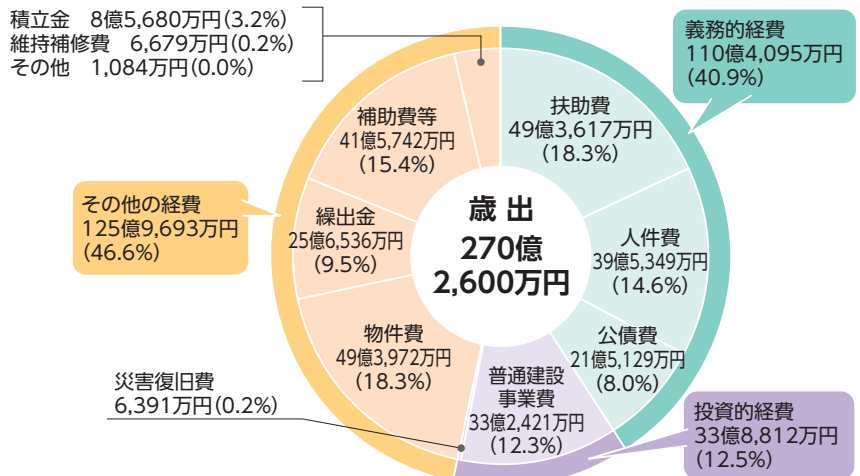 積立金　8億5,680万円(3.2%)
維持補修費　6,679万円(0.2%)
その他　1,084万円(0.0%)
義務的経費
110億4,095万円
(40.9%)
扶助費
49億3,617万円
(18.3%)
人件費
39億5,349万円
(14.6%)
公債費
21億5,129万円
(8.0%)
投資的経費
33億8,812万円
(12.5%)
普通建設
事業費
33億2,421万円
(12.3%)
災害復旧費
6,391万円(0.2%)
物件費
49億3,972万円
(18.3%)
繰出金
25億6,536万円
(9.5%)
補助費等
41億5,742万円
(15.4%)
その他の経費
125億9,693万円
(46.6%)
歳出
270億
2,600万円